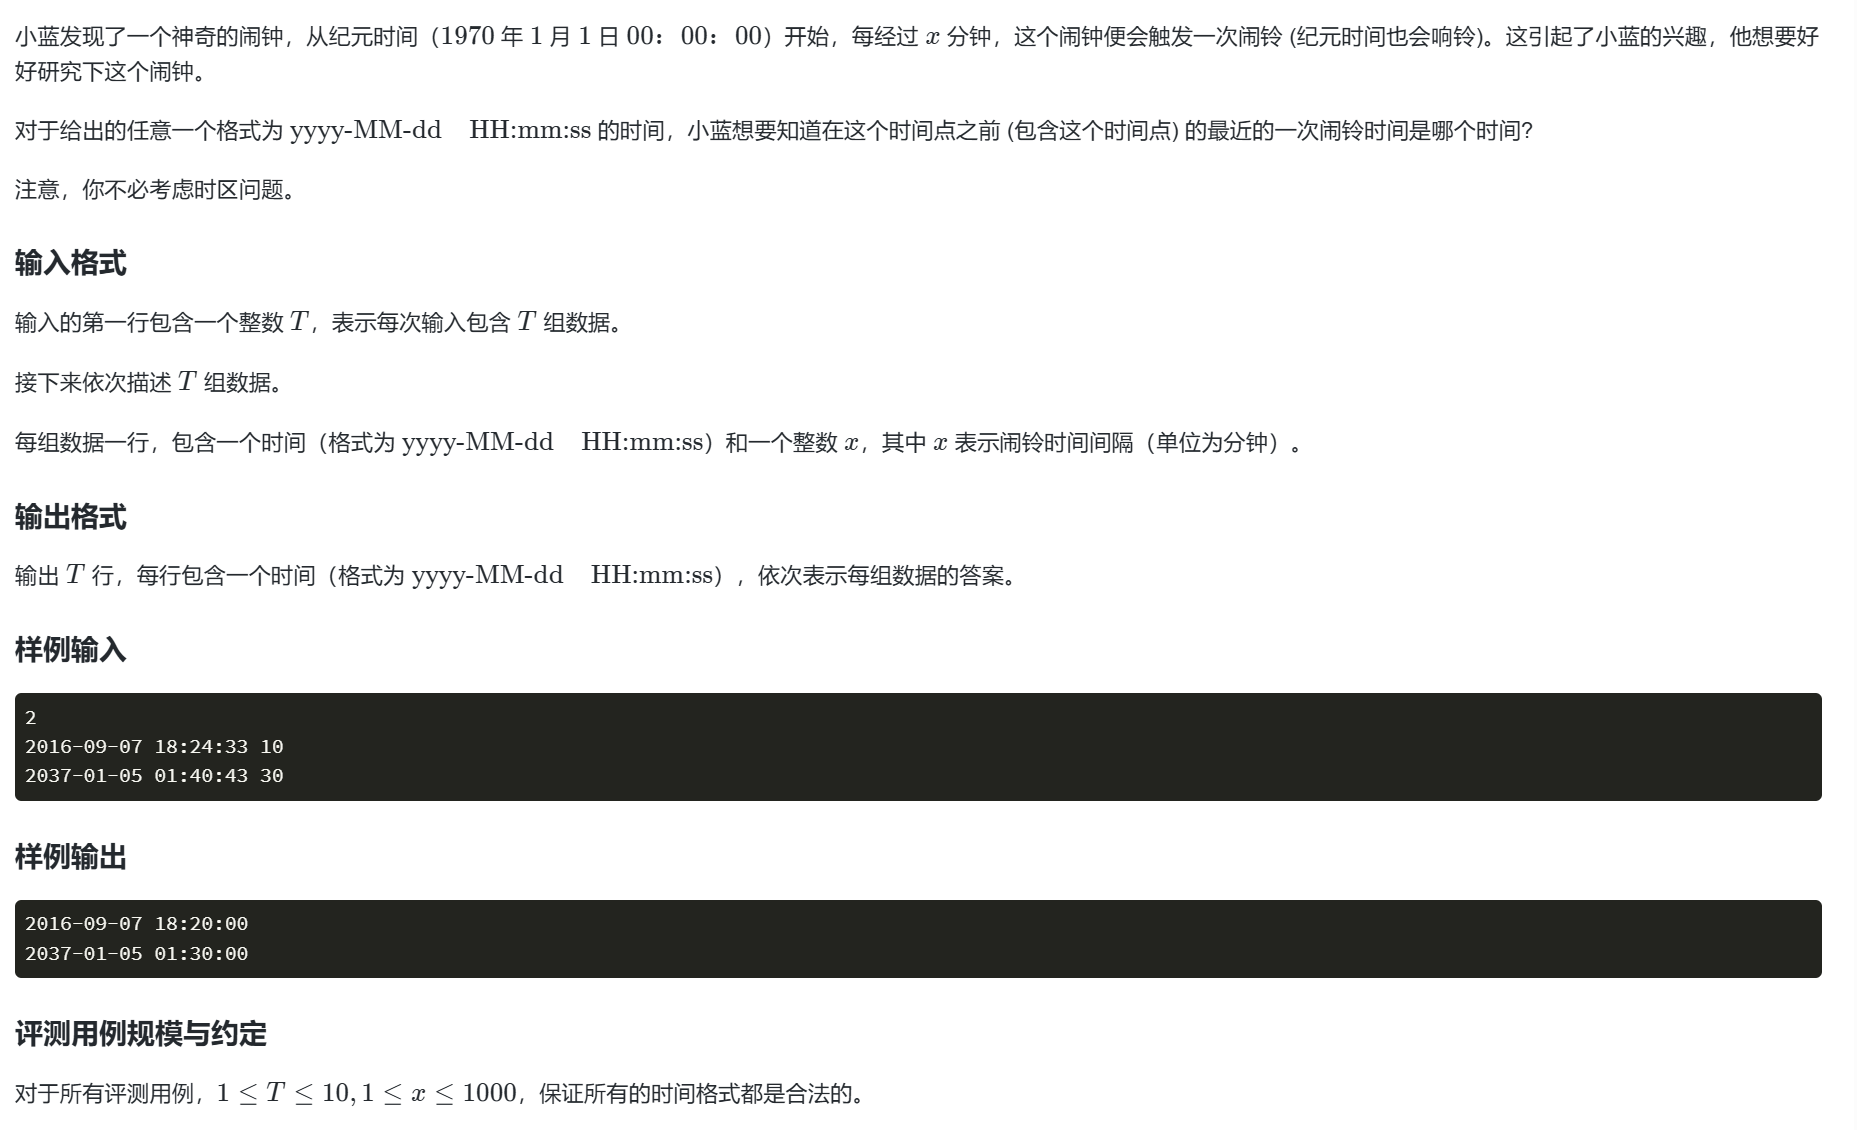 小蓝发现了一个神奇的闹钟，从纪元时间（1970 年 1 月 1 日 00：00：00）开始，每经过 x 分钟，这个闹钟便会触发一次闹铃 (纪元时间也会响铃)。这引起了小蓝的兴趣，他想要好
好研究下这个闹钟。
对于给出的任意一个格式为 yyyy-MM-dd HH:mm:ss 的时间，小蓝想要知道在这个时间点之前 (包含这个时间点) 的最近的一次闹铃时间是哪个时间?
注意，你不必考虑时区问题。
输入格式
输入的第一行包含一个整数 T，表示每次输入包含 T 组数据。
接下来依次描述 T 组数据。
每组数据一行，包含一个时间（格式为 yyyy-MM-dd HH:mm:ss）和一个整数 x，其中 x 表示闹铃时间间隔（单位为分钟）。
输出格式
输出 T 行，每行包含一个时间（格式为 yyyy-MM-dd HH:mm:ss），依次表示每组数据的答案。
样例输入
2
2016-09-07 18:24:33 10
2037-01-05 01:40:43 30
样例输出
2016-09-07 18:20:00
2037-01-05 01:30:00
评测用例规模与约定
对于所有评测用例，1 ≤ T ≤ 10, 1 ≤ x ≤ 1000，保证所有的时间格式都是合法的。